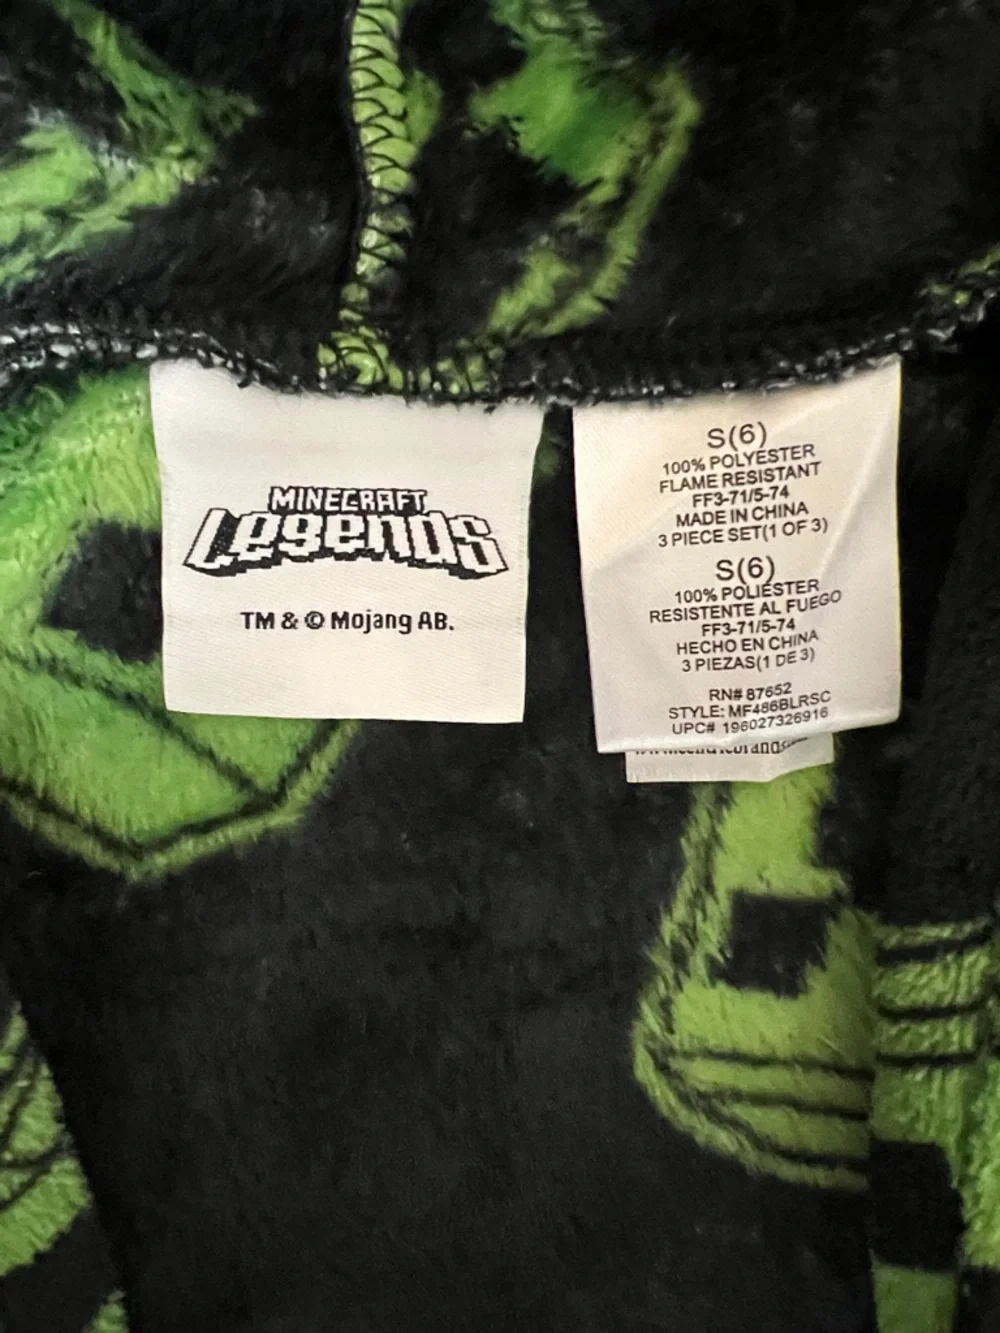 MINECRAFT
Legends
TM & © Mojang AB.
S(6)
100% POLYESTER
FLAME RESISTANT
FF3-71/5-74
MADE IN CHINA
3 PIECE SET(1 OF 3)
S(6)
100% POLIÉSTER
RESISTENTE AL FUEGO
FF3-71/5-74
HECHO EN CHINA
3 PIEZAS(1 DE 3)
RN# 87652
STYLE: MF486BLRSC
UPC# 196027326916